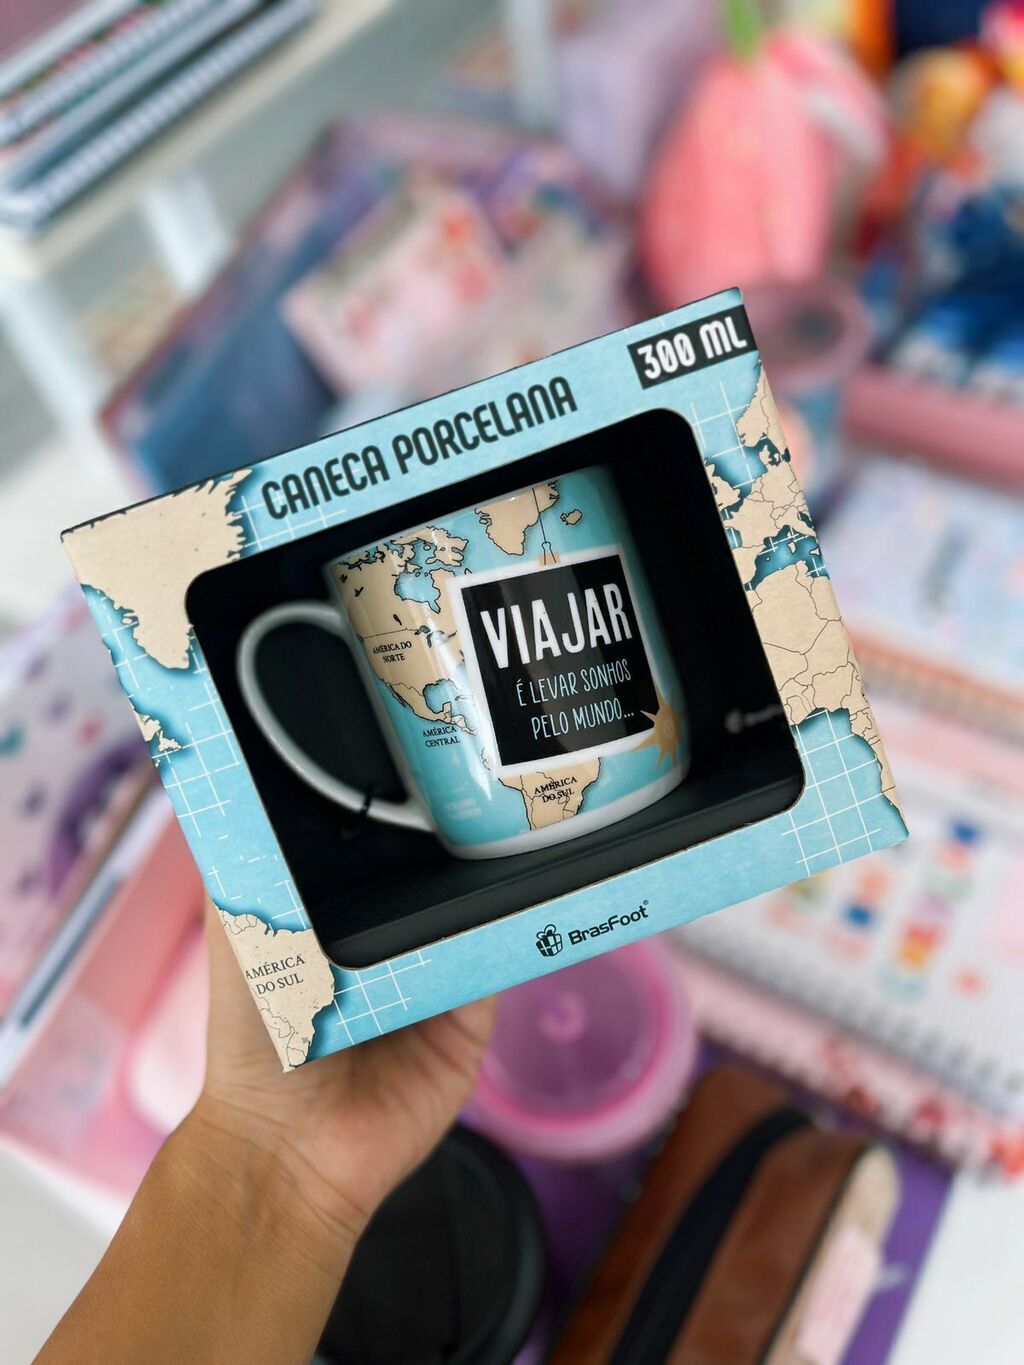 CANECA PORCELANA
300 ML
AMÉRICA DO
NORTE
AMÉRICA
CENTRAL
VIAJAR
É LEVAR SONHOS
PELO MUNDO...
AMÉRICA
DO SUL
AMÉRICA
DO SUL
BrasFoot®